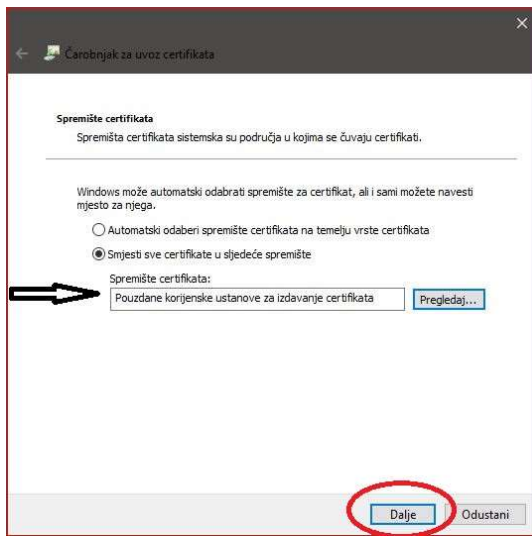 Čarobnjak za uvoz certifikata
Spremište certifikata
Spremišta certifikata sistemska su područja u kojima se čuvaju certifikati.
Windows može automatski odabrati spremište za certifikat, ali i sami možete navesti
mjesto za njega.
Automatski odaberi spremište certifikata na temelju vrste certifikata
Smjesti sve certifikate u sljedeće spremište
Spremište certifikata:
Pouzdane korijenske ustanove za izdavanje certifikata
Pregledaj...
Dalje
Odustani